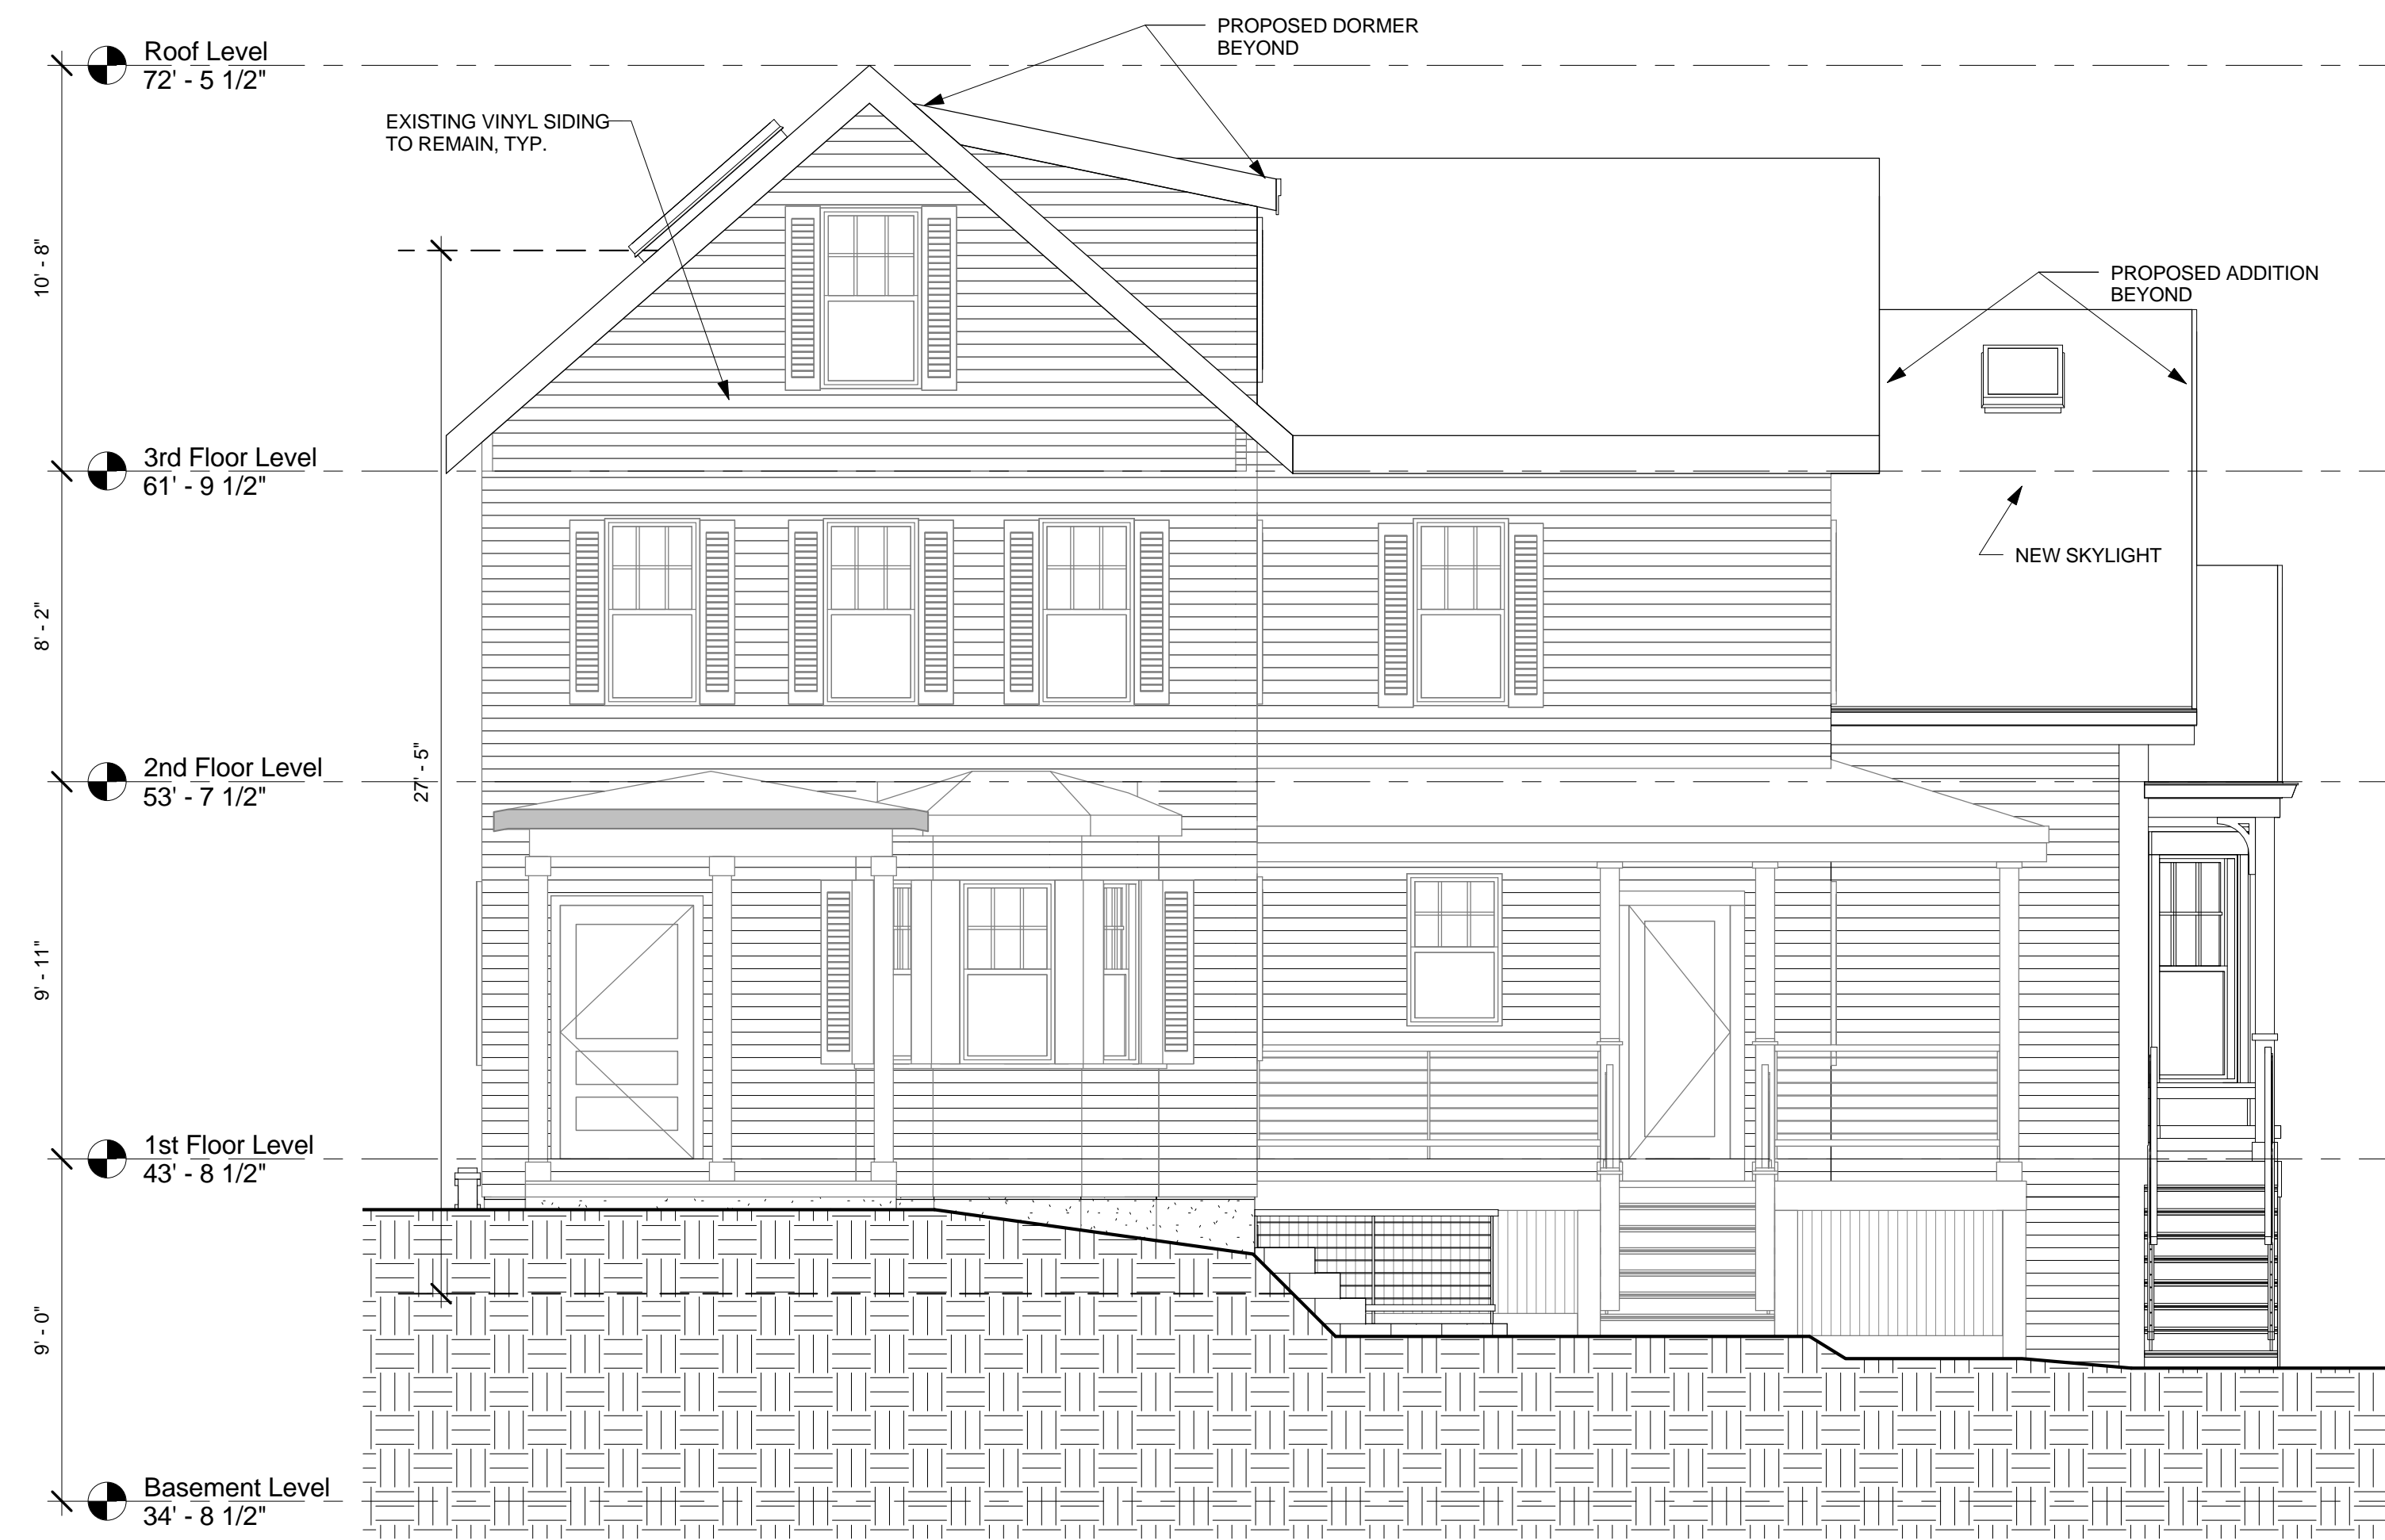 PROPOSED DORMER
BEYOND
Roof Level
72' - 5 1/2"
EXISTING VINYL SIDING
TO REMAIN, TYP.
10' - 8"
PROPOSED ADDITION
BEYOND
3rd Floor Level
61' - 9 1/2"
NEW SKYLIGHT
8' - 2"
2nd Floor Level
53' - 7 1/2"
27' - 5"
9' - 11"
1st Floor Level
43' - 8 1/2"
9' - 0"
Basement Level
34' - 8 1/2"